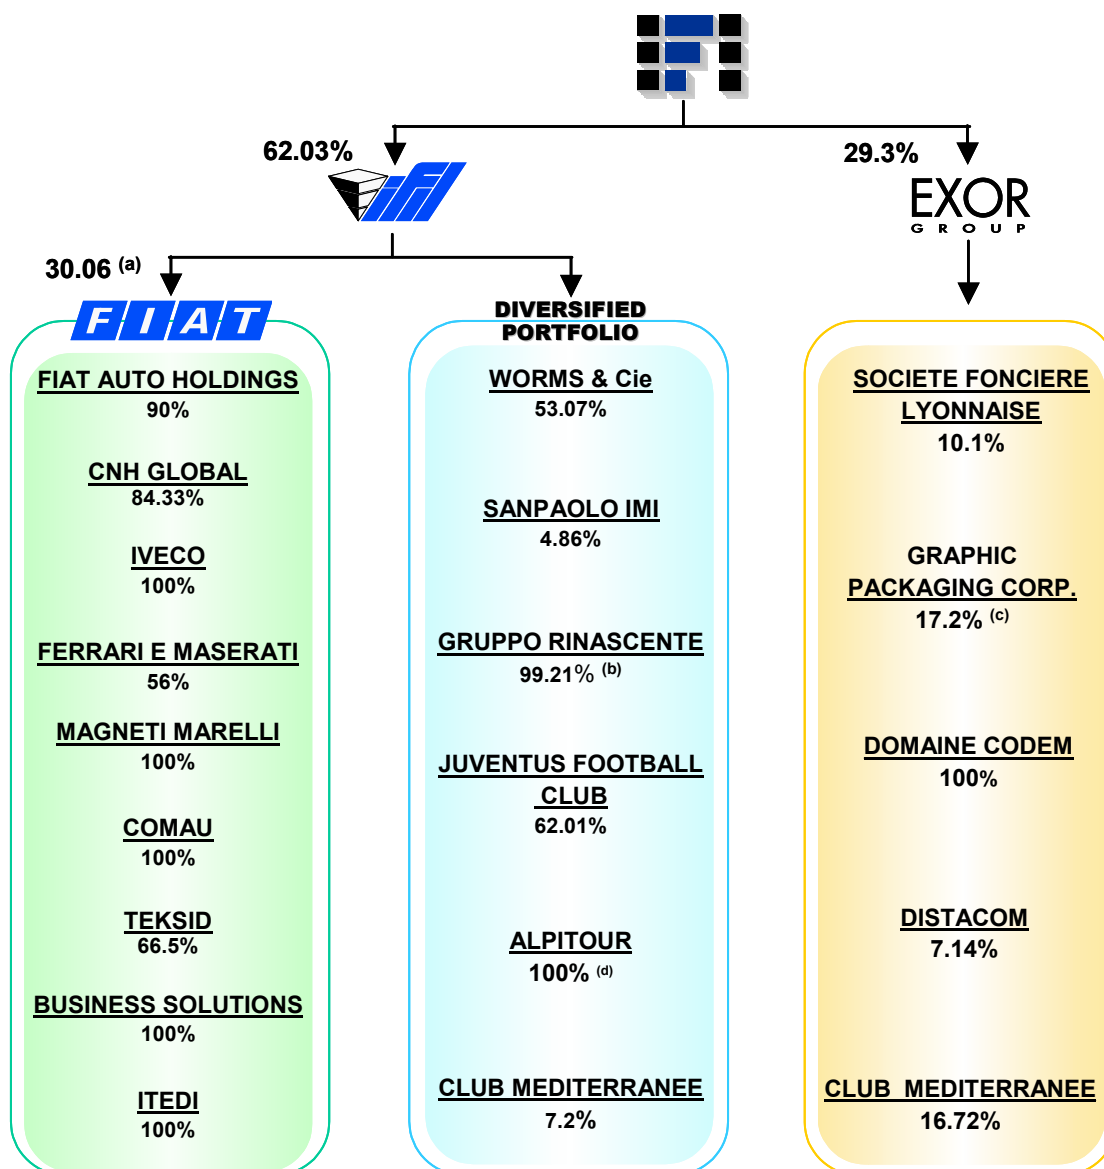 IFI
62.03%
29.3%
ifil
EXOR
GROUP
30.06 (a)
FIAT
DIVERSIFIED
PORTFOLIO
FIAT AUTO HOLDINGS
90%
CNH GLOBAL
84.33%
IVECO
100%
FERRARI E MASERATI
56%
MAGNETI MARELLI
100%
COMAU
100%
TEKSID
66.5%
BUSINESS SOLUTIONS
100%
ITEDI
100%
WORMS & Cie
53.07%
SANPAOLO IMI
4.86%
GRUPPO RINASCENTE
99.21% (b)
JUVENTUS FOOTBALL
CLUB
62.01%
ALPITOUR
100% (d)
CLUB MEDITERRANEE
7.2%
SOCIETE FONCIERE
LYONNAISE
10.1%
GRAPHIC
PACKAGING CORP.
17.2% (c)
DOMAINE CODEM
100%
DISTACOM
7.14%
CLUB MEDITERRANEE
16.72%